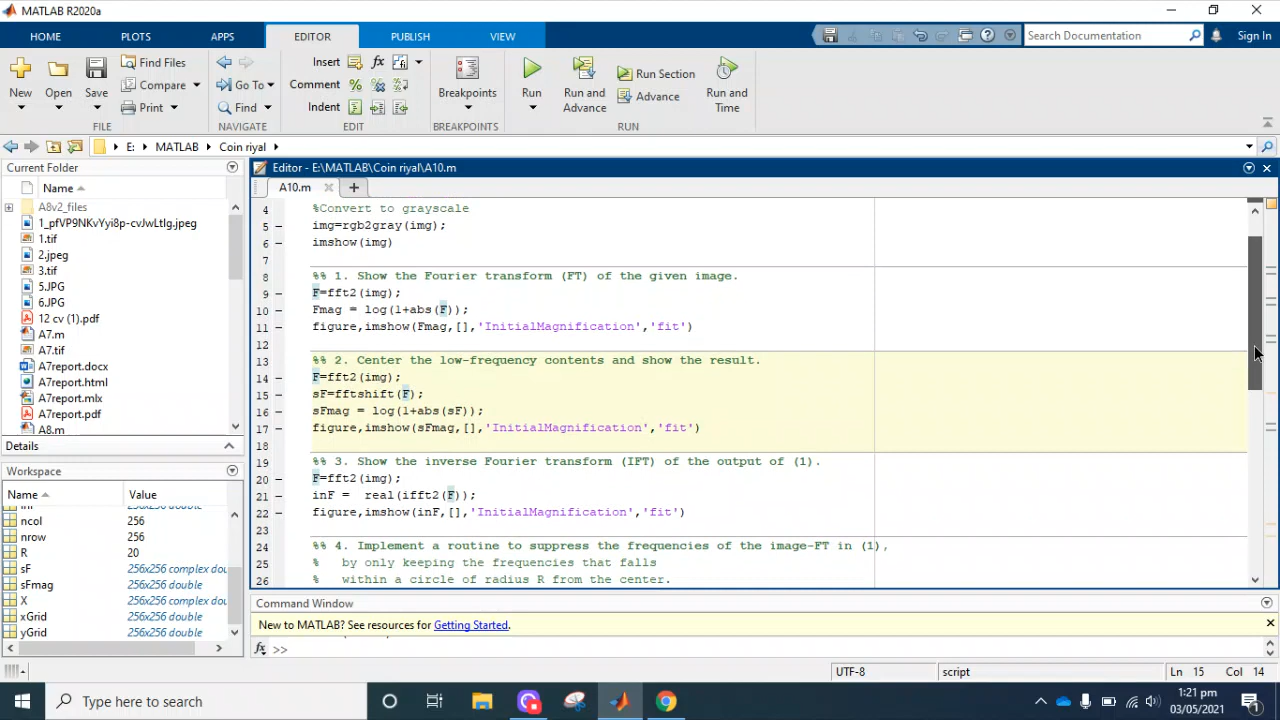 MATLAB R2020a
HOME PLOTS APPS EDITOR PUBLISH VIEW Search Documentation Sign In
New Open Save Find Files Compare Print Go To Find Insert fx Comment Indent Breakpoints Run Run and Advance Run Section Advance Run and Time
FILE NAVIGATE EDIT BREAKPOINTS RUN
E: MATLAB Coin riyal
Current Folder
Name
A8v2_files
1_pfVP9NKvYyi8p-cvJwLtIg.jpeg
1.tif
2.jpeg
3.tif
5.JPG
6.JPG
12 cv (1).pdf
A7.m
A7.tif
A7report.docx
A7report.html
A7report.mlx
A7report.pdf
A8.m
Details
Workspace
Name Value
ncol 256
nrow 256
R 20
sF 256x256 complex dou
sFmag 256x256 double
X 256x256 complex dou
xGrid 256x256 double
yGrid 256x256 double
Editor - E:\MATLAB\Coin riyal\A10.m
A10.m
4 %Convert to grayscale
5 img=rgb2gray(img);
6 imshow(img)
7
8 %% 1. Show the Fourier transform (FT) of the given image.
9 F=fft2(img);
10 Fmag = log(1+abs(F));
11 figure,imshow(Fmag,[],'InitialMagnification','fit')
12
13 %% 2. Center the low-frequency contents and show the result.
14 F=fft2(img);
15 sF=fftshift(F);
16 sFmag = log(1+abs(sF));
17 figure,imshow(sFmag,[],'InitialMagnification','fit')
18
19 %% 3. Show the inverse Fourier transform (IFT) of the output of (1).
20 F=fft2(img);
21 inF =  real(ifft2(F));
22 figure,imshow(inF,[],'InitialMagnification','fit')
23
24 %% 4. Implement a routine to suppress the frequencies of the image-FT in (1),
25 %   by only keeping the frequencies that falls
26 %   within a circle of radius R from the center.
Command Window
New to MATLAB? See resources for Getting Started.
fx >>
UTF-8 script Ln 15 Col 14
Type here to search
1:21 pm
03/05/2021
1